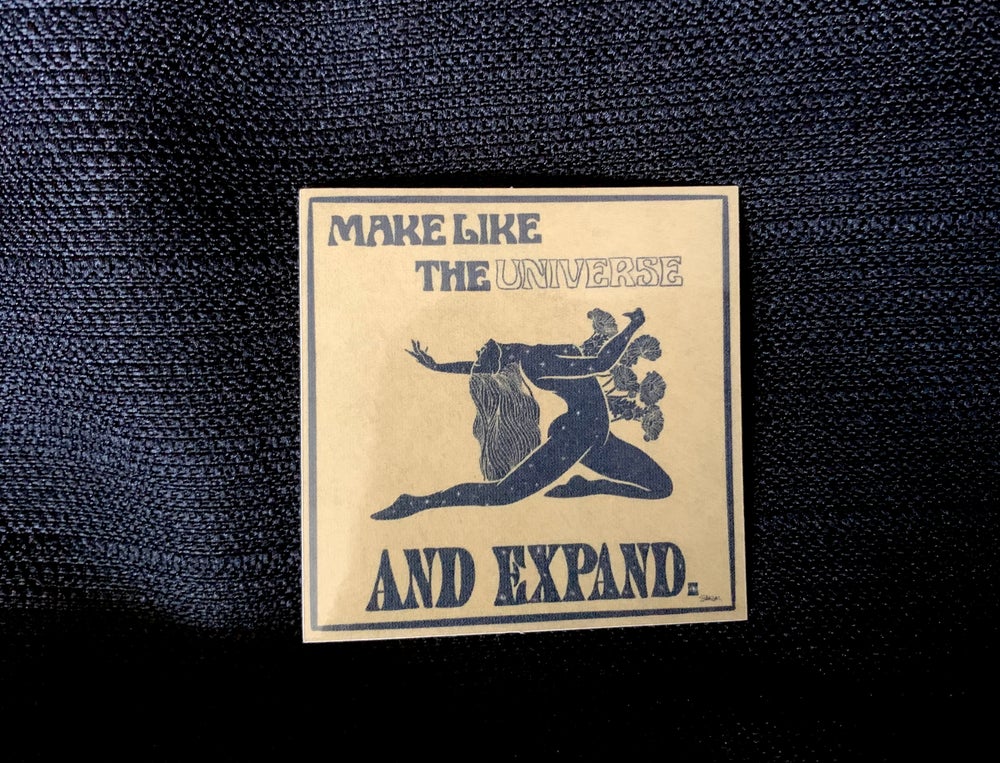 MAKE LIKE
THE UNIVERSE
AND EXPAND.